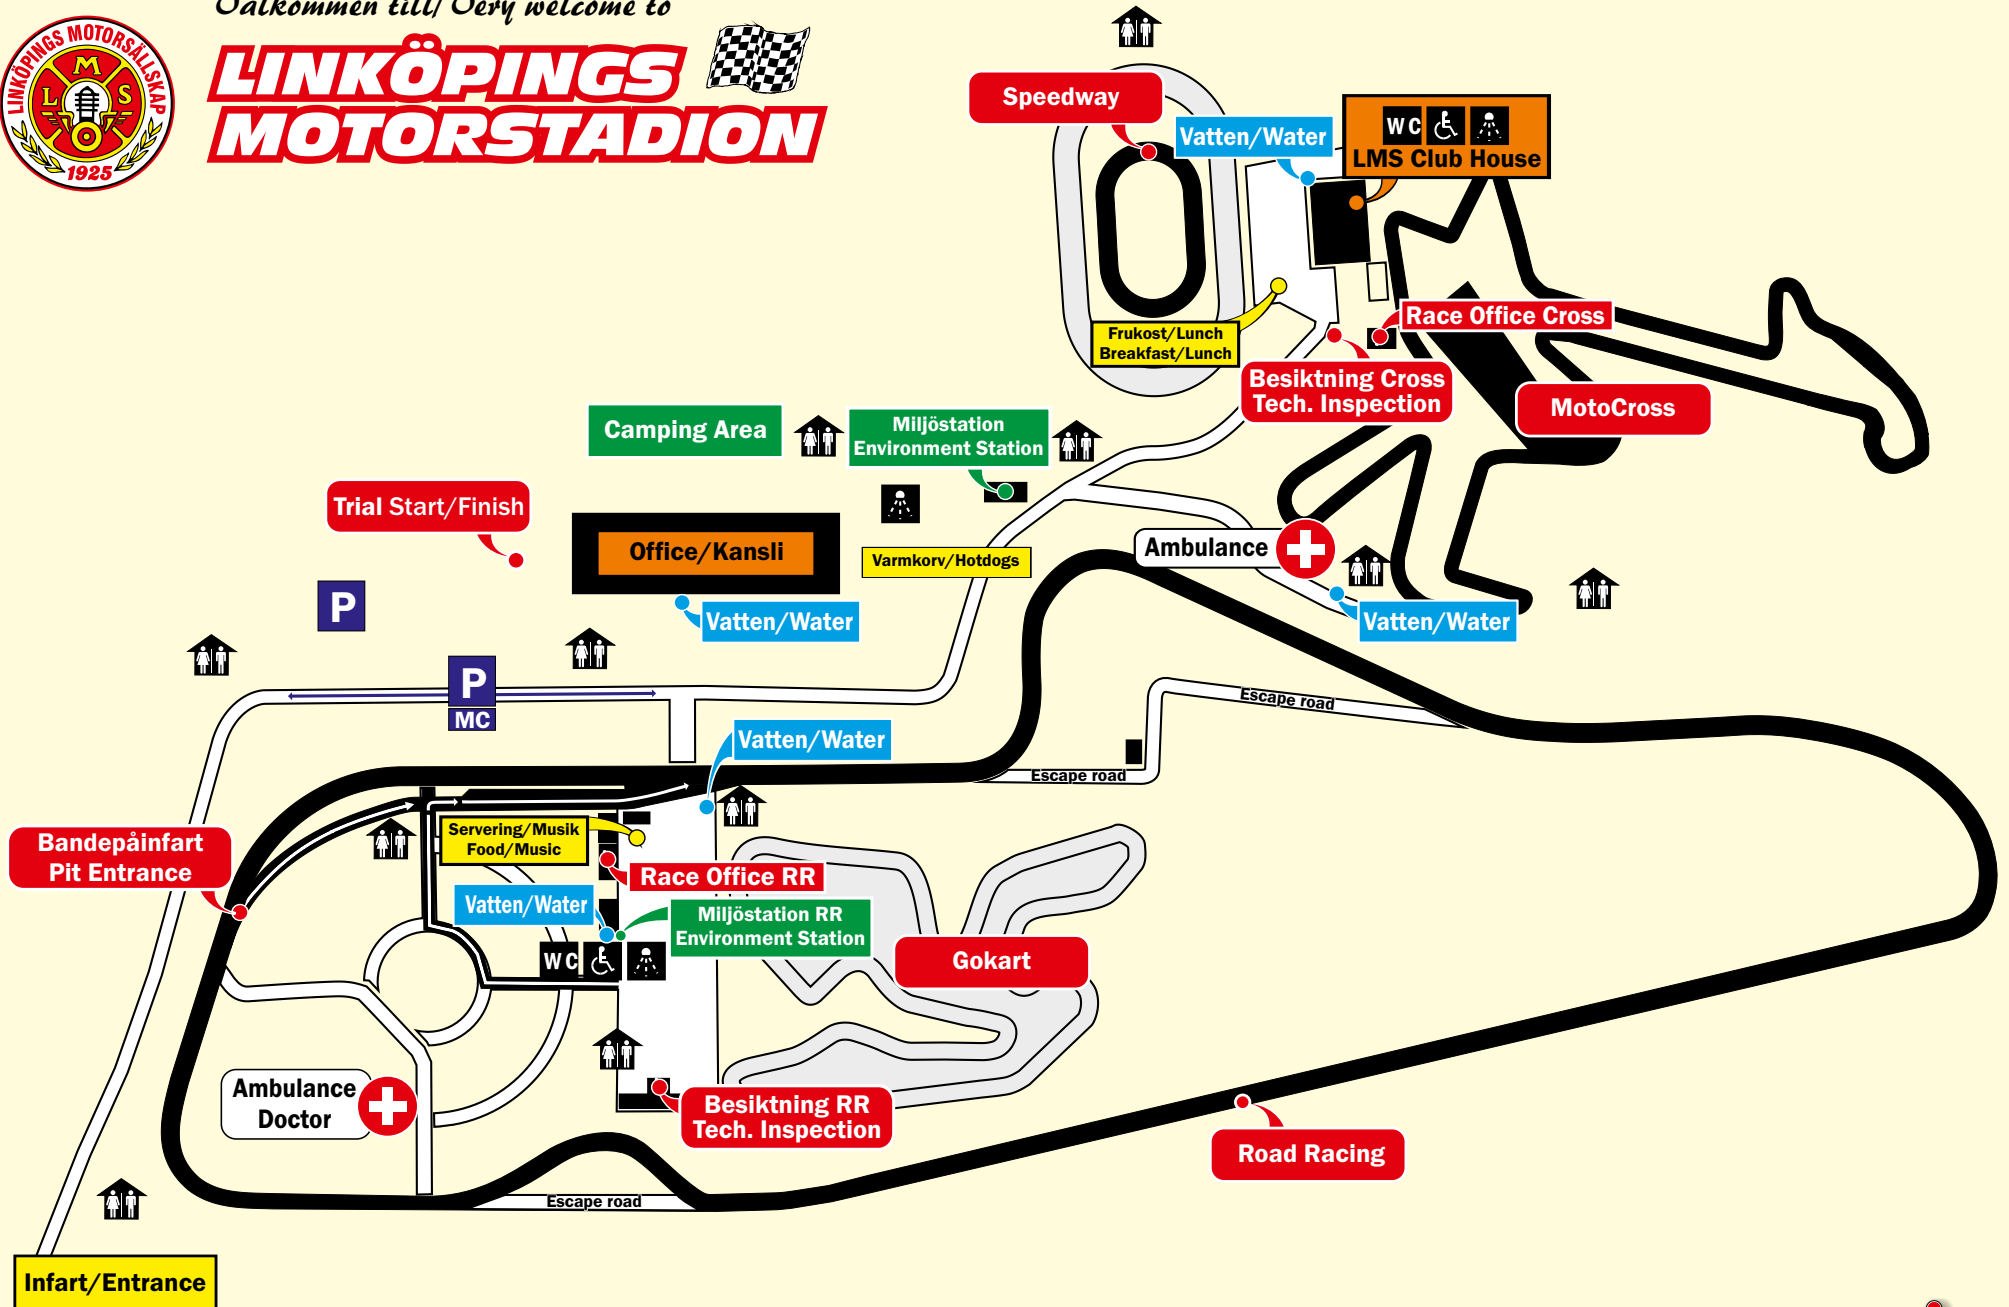 Välkommen till/ Very welcome to
LINKÖPINGS
MOTORSTADION
LINKÖPINGS MOTORSÄLLSKAP
L M S
1925
Speedway
Vatten/Water
WC
LMS Club House
Frukost/Lunch
Breakfast/Lunch
Race Office Cross
Besiktning Cross
Tech. Inspection
MotoCross
Camping Area
Miljöstation
Environment Station
Trial Start/Finish
Office/Kansli
Varmkorv/Hotdogs
Ambulance
Vatten/Water
Vatten/Water
P
P
MC
Escape road
Vatten/Water
Escape road
Bandepåinfart
Pit Entrance
Servering/Musik
Food/Music
Race Office RR
Vatten/Water
Miljöstation RR
Environment Station
WC
Gokart
Ambulance
Doctor
Besiktning RR
Tech. Inspection
Road Racing
Escape road
Infart/Entrance